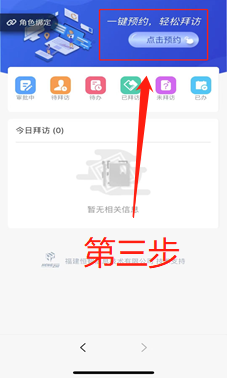 角色绑定
一键预约，轻松拜访
点击预约
审批中 待拜访 待办 已拜访 未拜访 已办
今日拜访 (0)
暂无相关信息
第三步